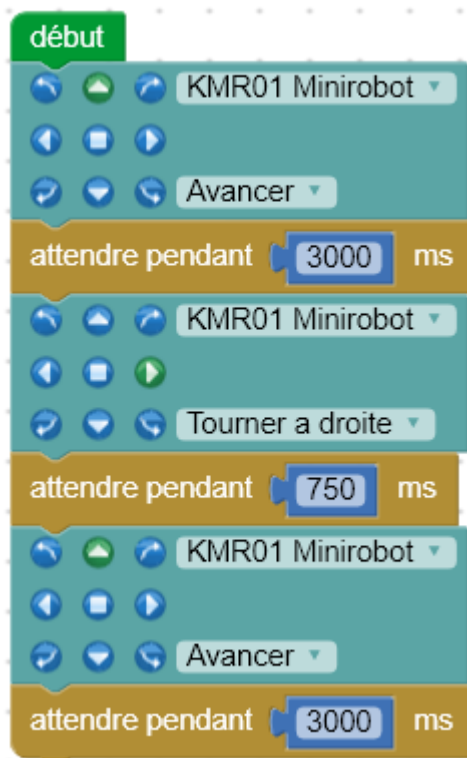 début
KMR01 Minirobot
Avancer
attendre pendant 3000 ms
KMR01 Minirobot
Tourner a droite
attendre pendant 750 ms
KMR01 Minirobot
Avancer
attendre pendant 3000 ms